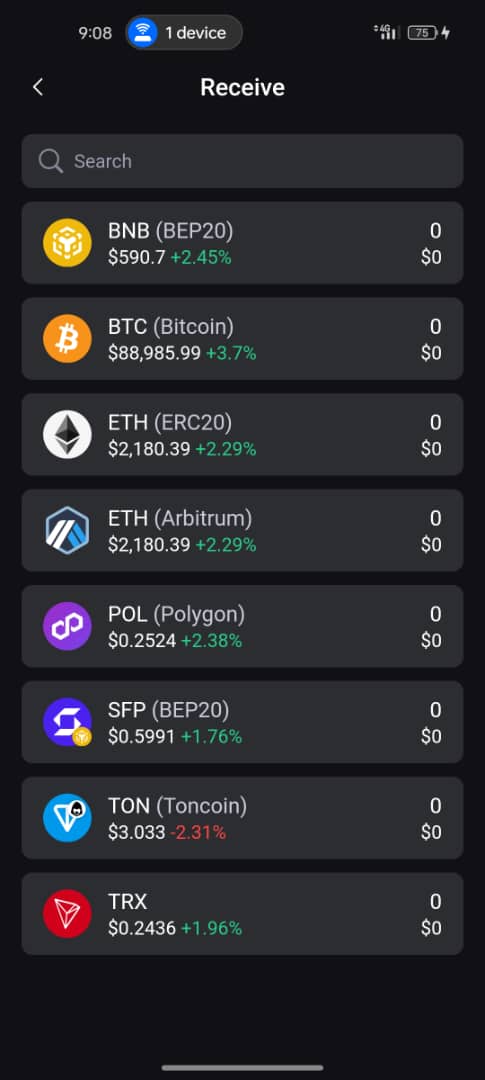 9:08
1 device
4G
75
Receive
Search
BNB (BEP20)
0
$590.7 +2.45%
$0
BTC (Bitcoin)
0
$88,985.99 +3.7%
$0
ETH (ERC20)
0
$2,180.39 +2.29%
$0
ETH (Arbitrum)
0
$2,180.39 +2.29%
$0
POL (Polygon)
0
$0.2524 +2.38%
$0
SFP (BEP20)
0
$0.5991 +1.76%
$0
TON (Toncoin)
0
$3.033 -2.31%
$0
TRX
0
$0.2436 +1.96%
$0